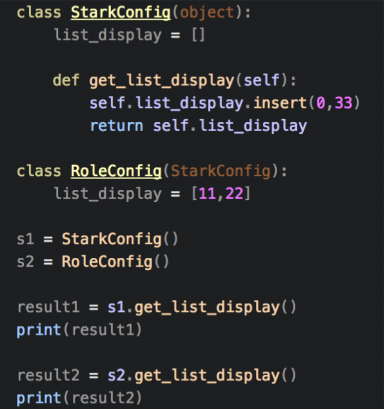 class StarkConfig(object):
    list_display = []

    def get_list_display(self):
        self.list_display.insert(0,33)
        return self.list_display

class RoleConfig(StarkConfig):
    list_display = [11,22]

s1 = StarkConfig()
s2 = RoleConfig()

result1 = s1.get_list_display()
print(result1)

result2 = s2.get_list_display()
print(result2)